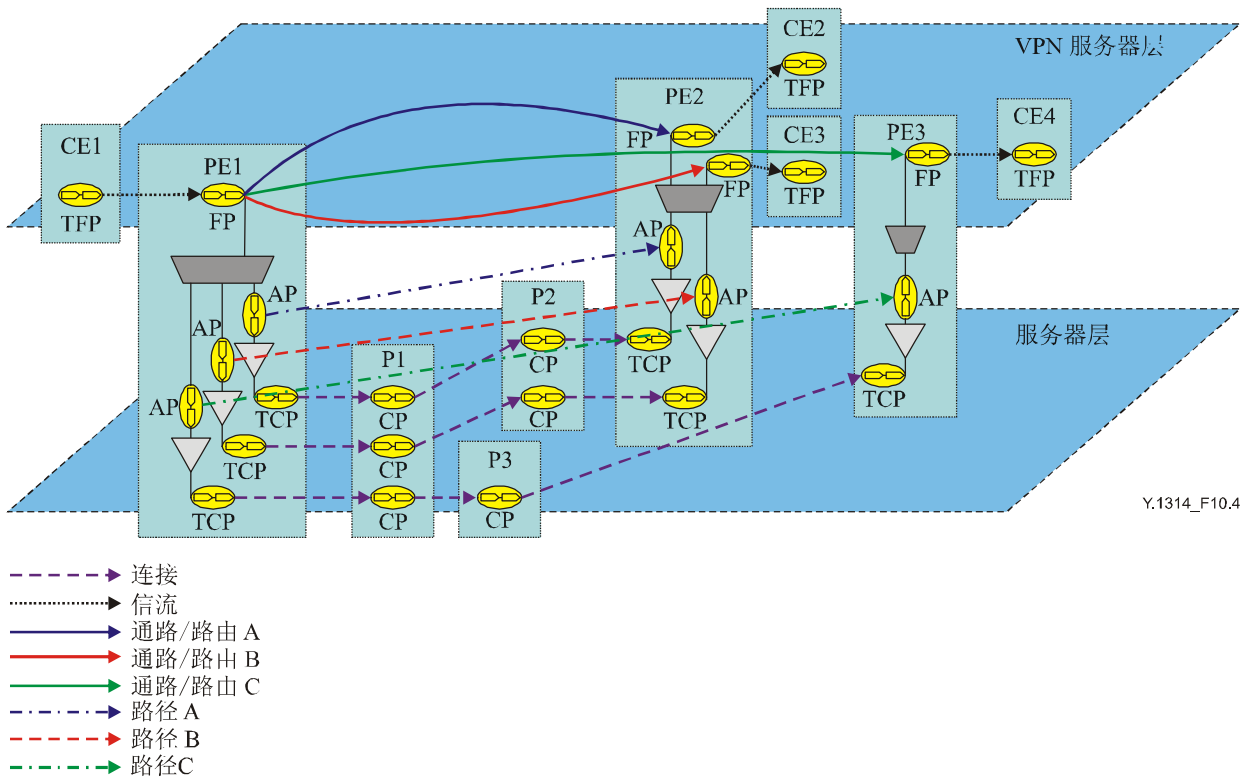 CE2
VPN 服务器层
TFP
PE2
FP
CE1
PE1
CE3
PE3
CE4
TFP
FP
FP
TFP
FP
TFP
AP
AP
AP
AP
AP
AP
P2
服务器层
P1
CP
TCP
TCP
CP
CP
TCP
TCP
TCP
CP
P3
TCP
CP
CP
Y.1314_F10.4
连接
信流
通路/路由 A
通路/路由 B
通路/路由 C
路径 A
路径 B
路径C